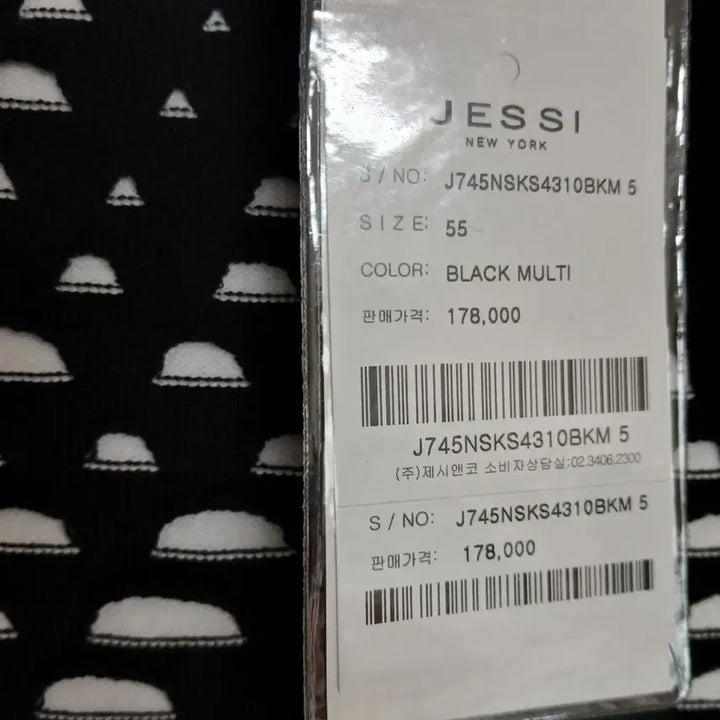 JESSI
NEW YORK
S / NO: J745NSKS4310BKM 5
SIZE: 55
COLOR: BLACK MULTI
판매가격: 178,000
J745NSKS4310BKM 5
(주)제시앤코 소비자상담실:02.3406.2300
S / NO: J745NSKS4310BKM 5
판매가격: 178,000